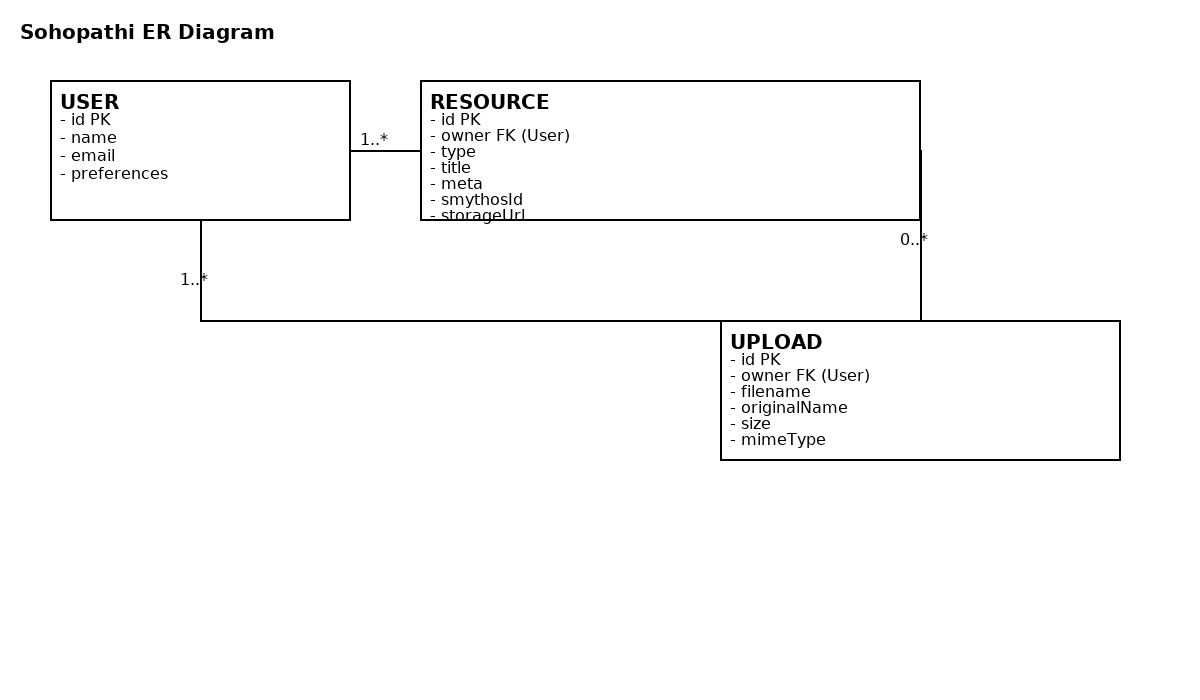 Sohopathi ER Diagram
USER
- id PK
- name
- email
- preferences
1..*
RESOURCE
- id PK
- owner FK (User)
- type
- title
- meta
- smythosId
- storageUrl
0..*
1..*
UPLOAD
- id PK
- owner FK (User)
- filename
- originalName
- size
- mimeType